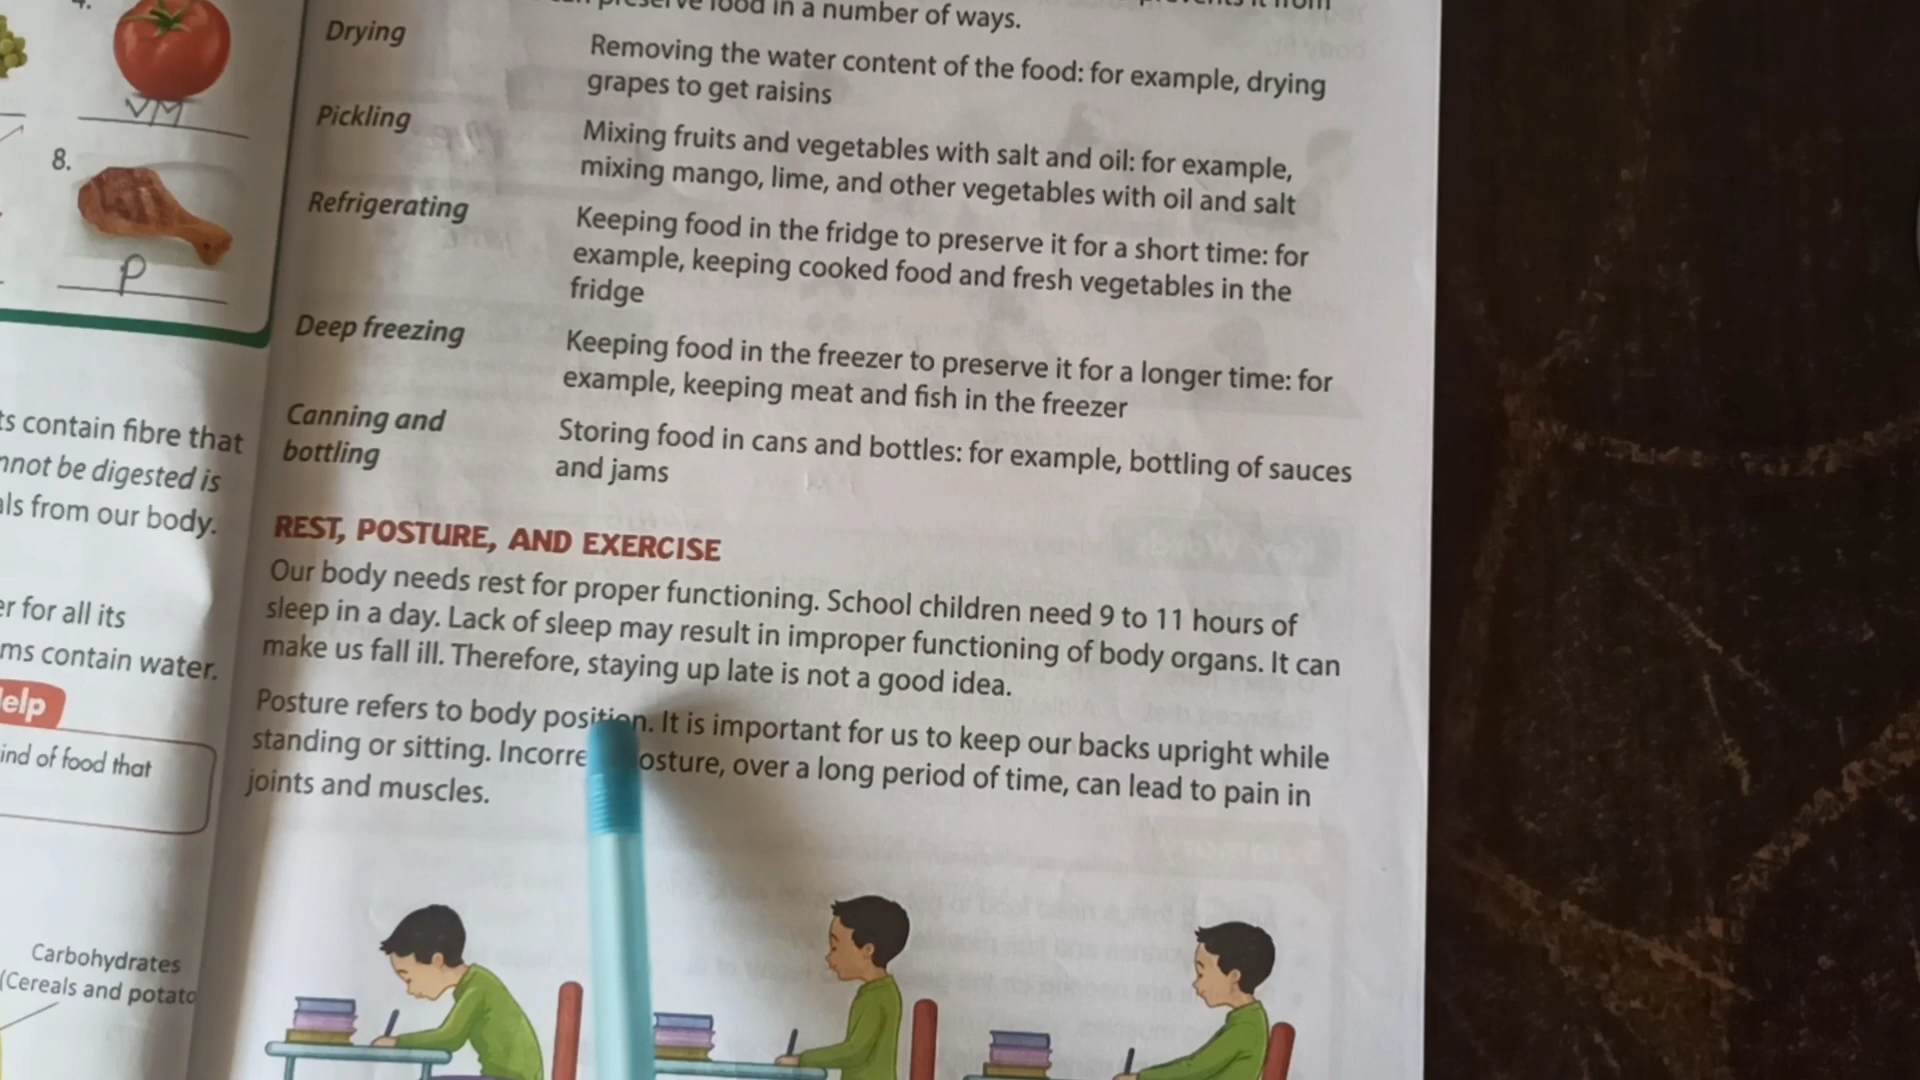 food in a number of ways.
Drying
Removing the water content of the food: for example, drying
grapes to get raisins
Pickling
Mixing fruits and vegetables with salt and oil: for example,
mixing mango, lime, and other vegetables with oil and salt
Refrigerating
Keeping food in the fridge to preserve it for a short time: for
example, keeping cooked food and fresh vegetables in the
fridge
Deep freezing
Keeping food in the freezer to preserve it for a longer time: for
example, keeping meat and fish in the freezer
Canning and
bottling
Storing food in cans and bottles: for example, bottling of sauces
and jams
REST, POSTURE, AND EXERCISE
Our body needs rest for proper functioning. School children need 9 to 11 hours of
sleep in a day. Lack of sleep may result in improper functioning of body organs. It can
make us fall ill. Therefore, staying up late is not a good idea.
Posture refers to body position. It is important for us to keep our backs upright while
standing or sitting. Incorre osture, over a long period of time, can lead to pain in
joints and muscles.
VM
8.
P
contain fibre that
not be digested is
from our body.
for all its
contain water.
elp
ind of food that
Carbohydrates
(Cereals and potato